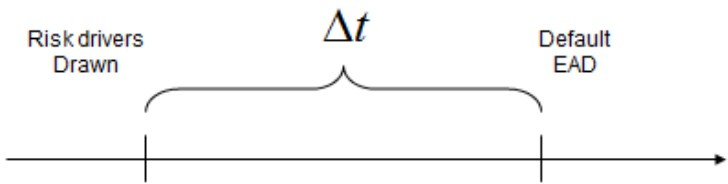 Risk drivers
Drawn
Δt
Default
EAD